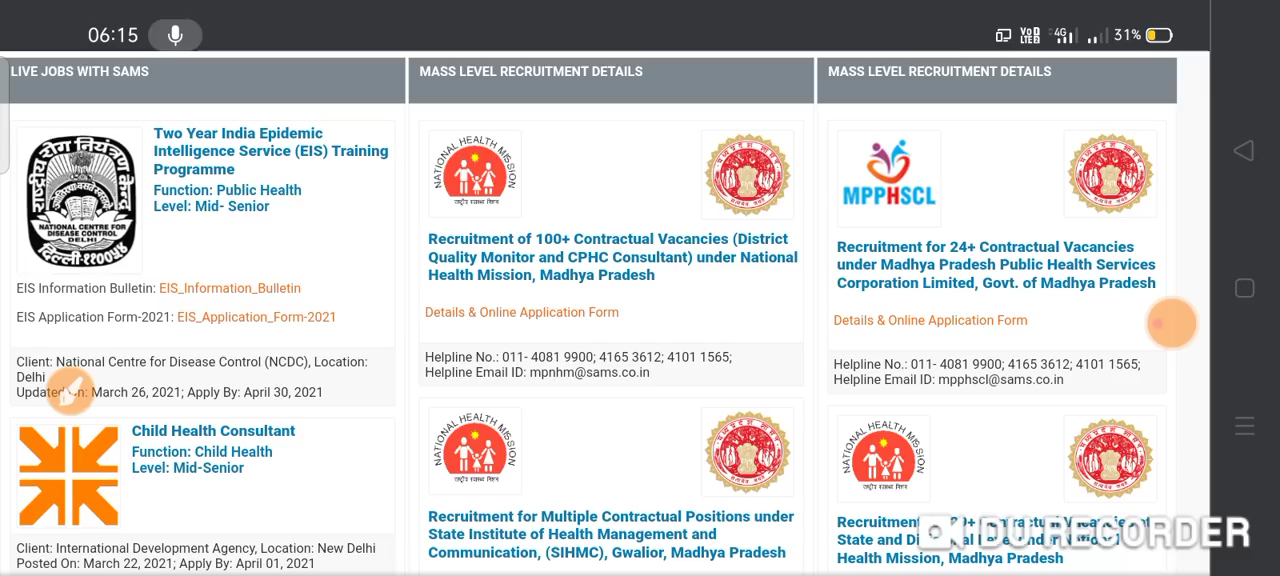 06:15
VoD
LTE2
4G
31%
LIVE JOBS WITH SAMS
Two Year India Epidemic
Intelligence Service (EIS) Training
Programme
Function: Public Health
Level: Mid- Senior
राष्ट्रीय रोग नियंत्रण केन्द्र
NATIONAL CENTRE FOR
DISEASE CONTROL
DELHI
दिल्ली-११००५४
EIS Information Bulletin: EIS_Information_Bulletin
EIS Application Form-2021: EIS_Application_Form-2021
Client: National Centre for Disease Control (NCDC), Location:
Delhi
Updated On: March 26, 2021; Apply By: April 30, 2021
Child Health Consultant
Function: Child Health
Level: Mid-Senior
Client: International Development Agency, Location: New Delhi
Posted On: March 22, 2021; Apply By: April 01, 2021
MASS LEVEL RECRUITMENT DETAILS
NATIONAL HEALTH MISSION
राष्ट्रीय स्वास्थ्य मिशन
Recruitment of 100+ Contractual Vacancies (District
Quality Monitor and CPHC Consultant) under National
Health Mission, Madhya Pradesh
Details & Online Application Form
Helpline No.: 011- 4081 9900; 4165 3612; 4101 1565;
Helpline Email ID: mpnhm@sams.co.in
NATIONAL HEALTH MISSION
राष्ट्रीय स्वास्थ्य मिशन
Recruitment for Multiple Contractual Positions under
State Institute of Health Management and
Communication, (SIHMC), Gwalior, Madhya Pradesh
MASS LEVEL RECRUITMENT DETAILS
MPPHSCL
Recruitment for 24+ Contractual Vacancies
under Madhya Pradesh Public Health Services
Corporation Limited, Govt. of Madhya Pradesh
Details & Online Application Form
Helpline No.: 011- 4081 9900; 4165 3612; 4101 1565;
Helpline Email ID: mpphscl@sams.co.in
NATIONAL HEALTH MISSION
राष्ट्रीय स्वास्थ्य मिशन
Recruitment
State and
Health Mission, Madhya Pradesh
DU RECORDER